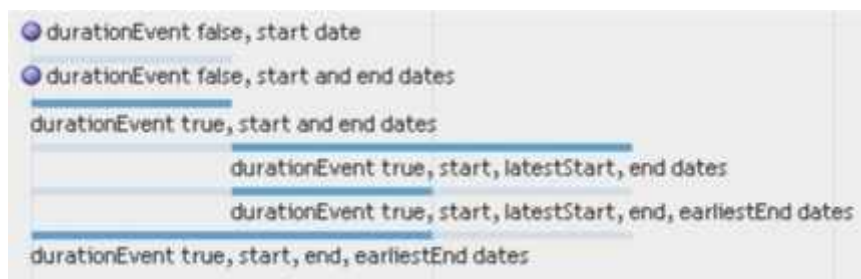 durationEvent false, start date
durationEvent false, start and end dates
durationEvent true, start and end dates
durationEvent true, start, latestStart, end dates
durationEvent true, start, latestStart, end, earliestEnd dates
durationEvent true, start, end, earliestEnd dates